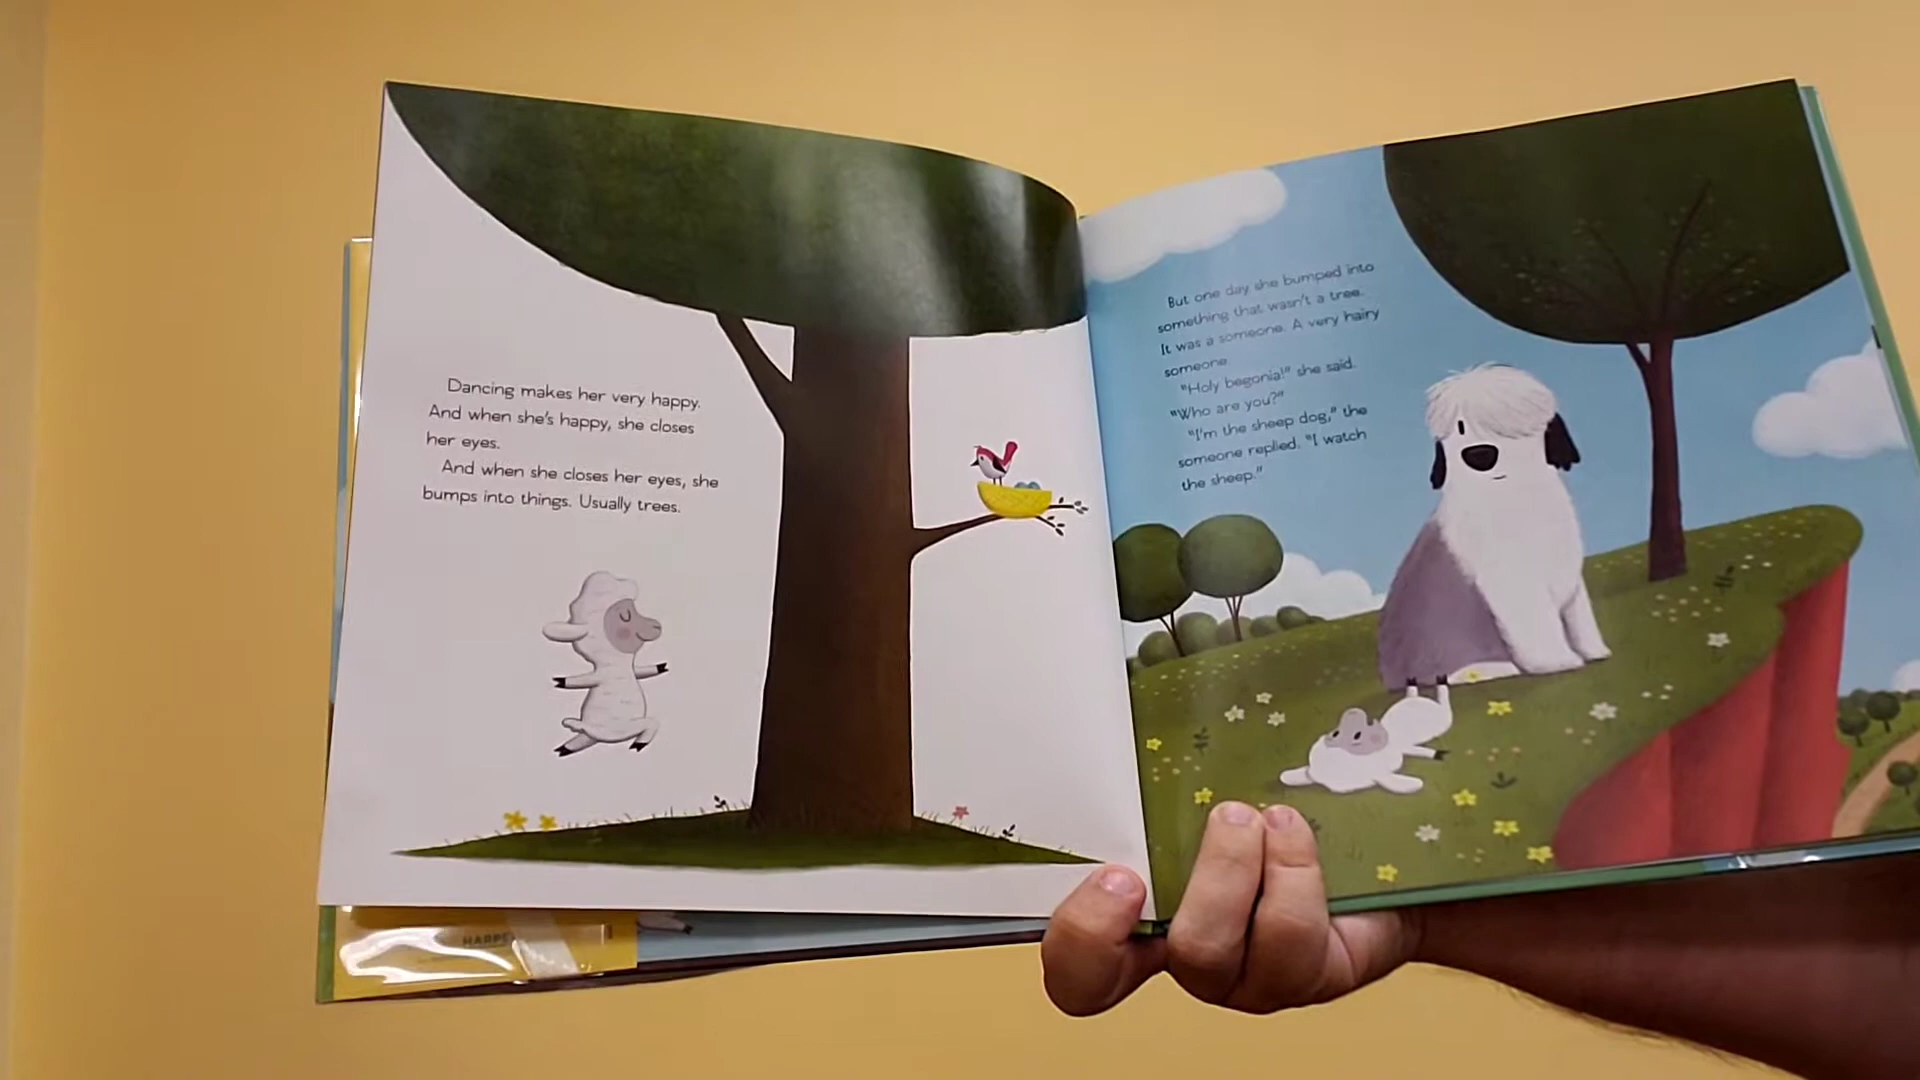 Dancing makes her very happy.
And when she's happy, she closes
her eyes.
And when she closes her eyes, she
bumps into things. Usually trees.
But one day she bumped into
something that wasn't a tree.
It was a someone. A very hairy
someone.
"Holy begonia!" she said.
"Who are you?"
"I'm the sheep dog," the
someone replied. "I watch
the sheep."